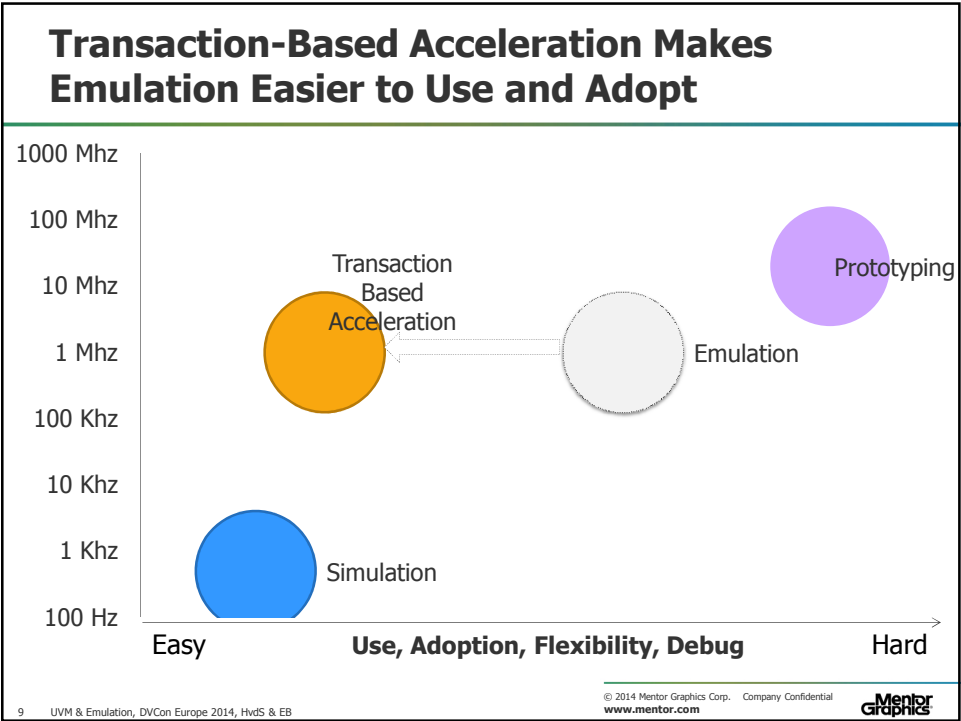 Transaction-Based Acceleration Makes
Emulation Easier to Use and Adopt
1000 Mhz
100 Mhz
10 Mhz
1 Mhz
100 Khz
10 Khz
1 Khz
100 Hz
Transaction
Based
Acceleration
Prototyping
Emulation
Simulation
Easy
Use, Adoption, Flexibility, Debug
Hard
9 UVM & Emulation, DVCon Europe 2014, HvdS & EB
© 2014 Mentor Graphics Corp. Company Confidential
www.mentor.com
Mentor
Graphics